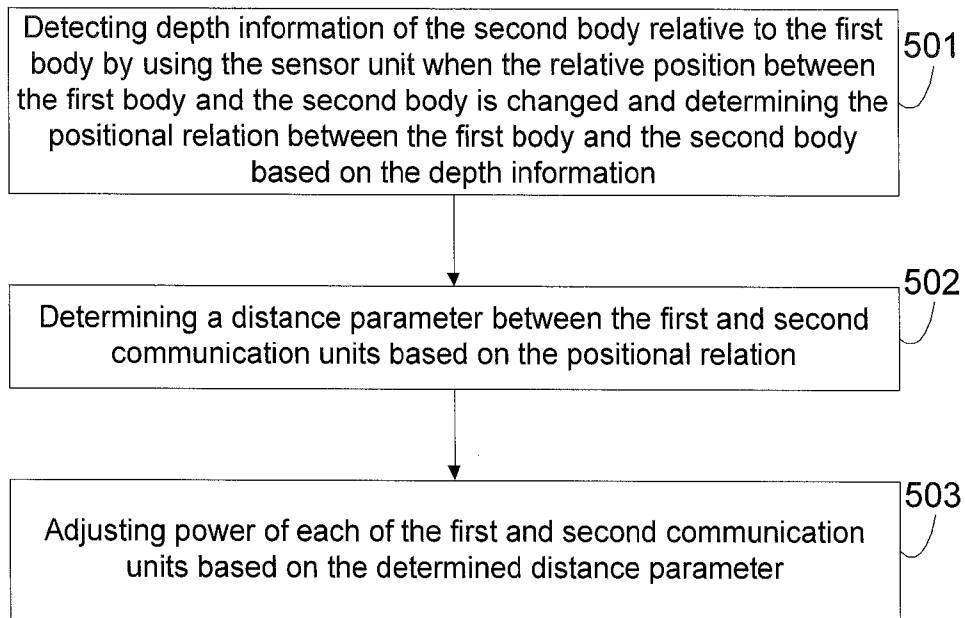 Detecting depth information of the second body relative to the first
body by using the sensor unit when the relative position between
the first body and the second body is changed and determining the
positional relation between the first body and the second body
based on the depth information
501
Determining a distance parameter between the first and second
communication units based on the positional relation
502
Adjusting power of each of the first and second communication
units based on the determined distance parameter
503